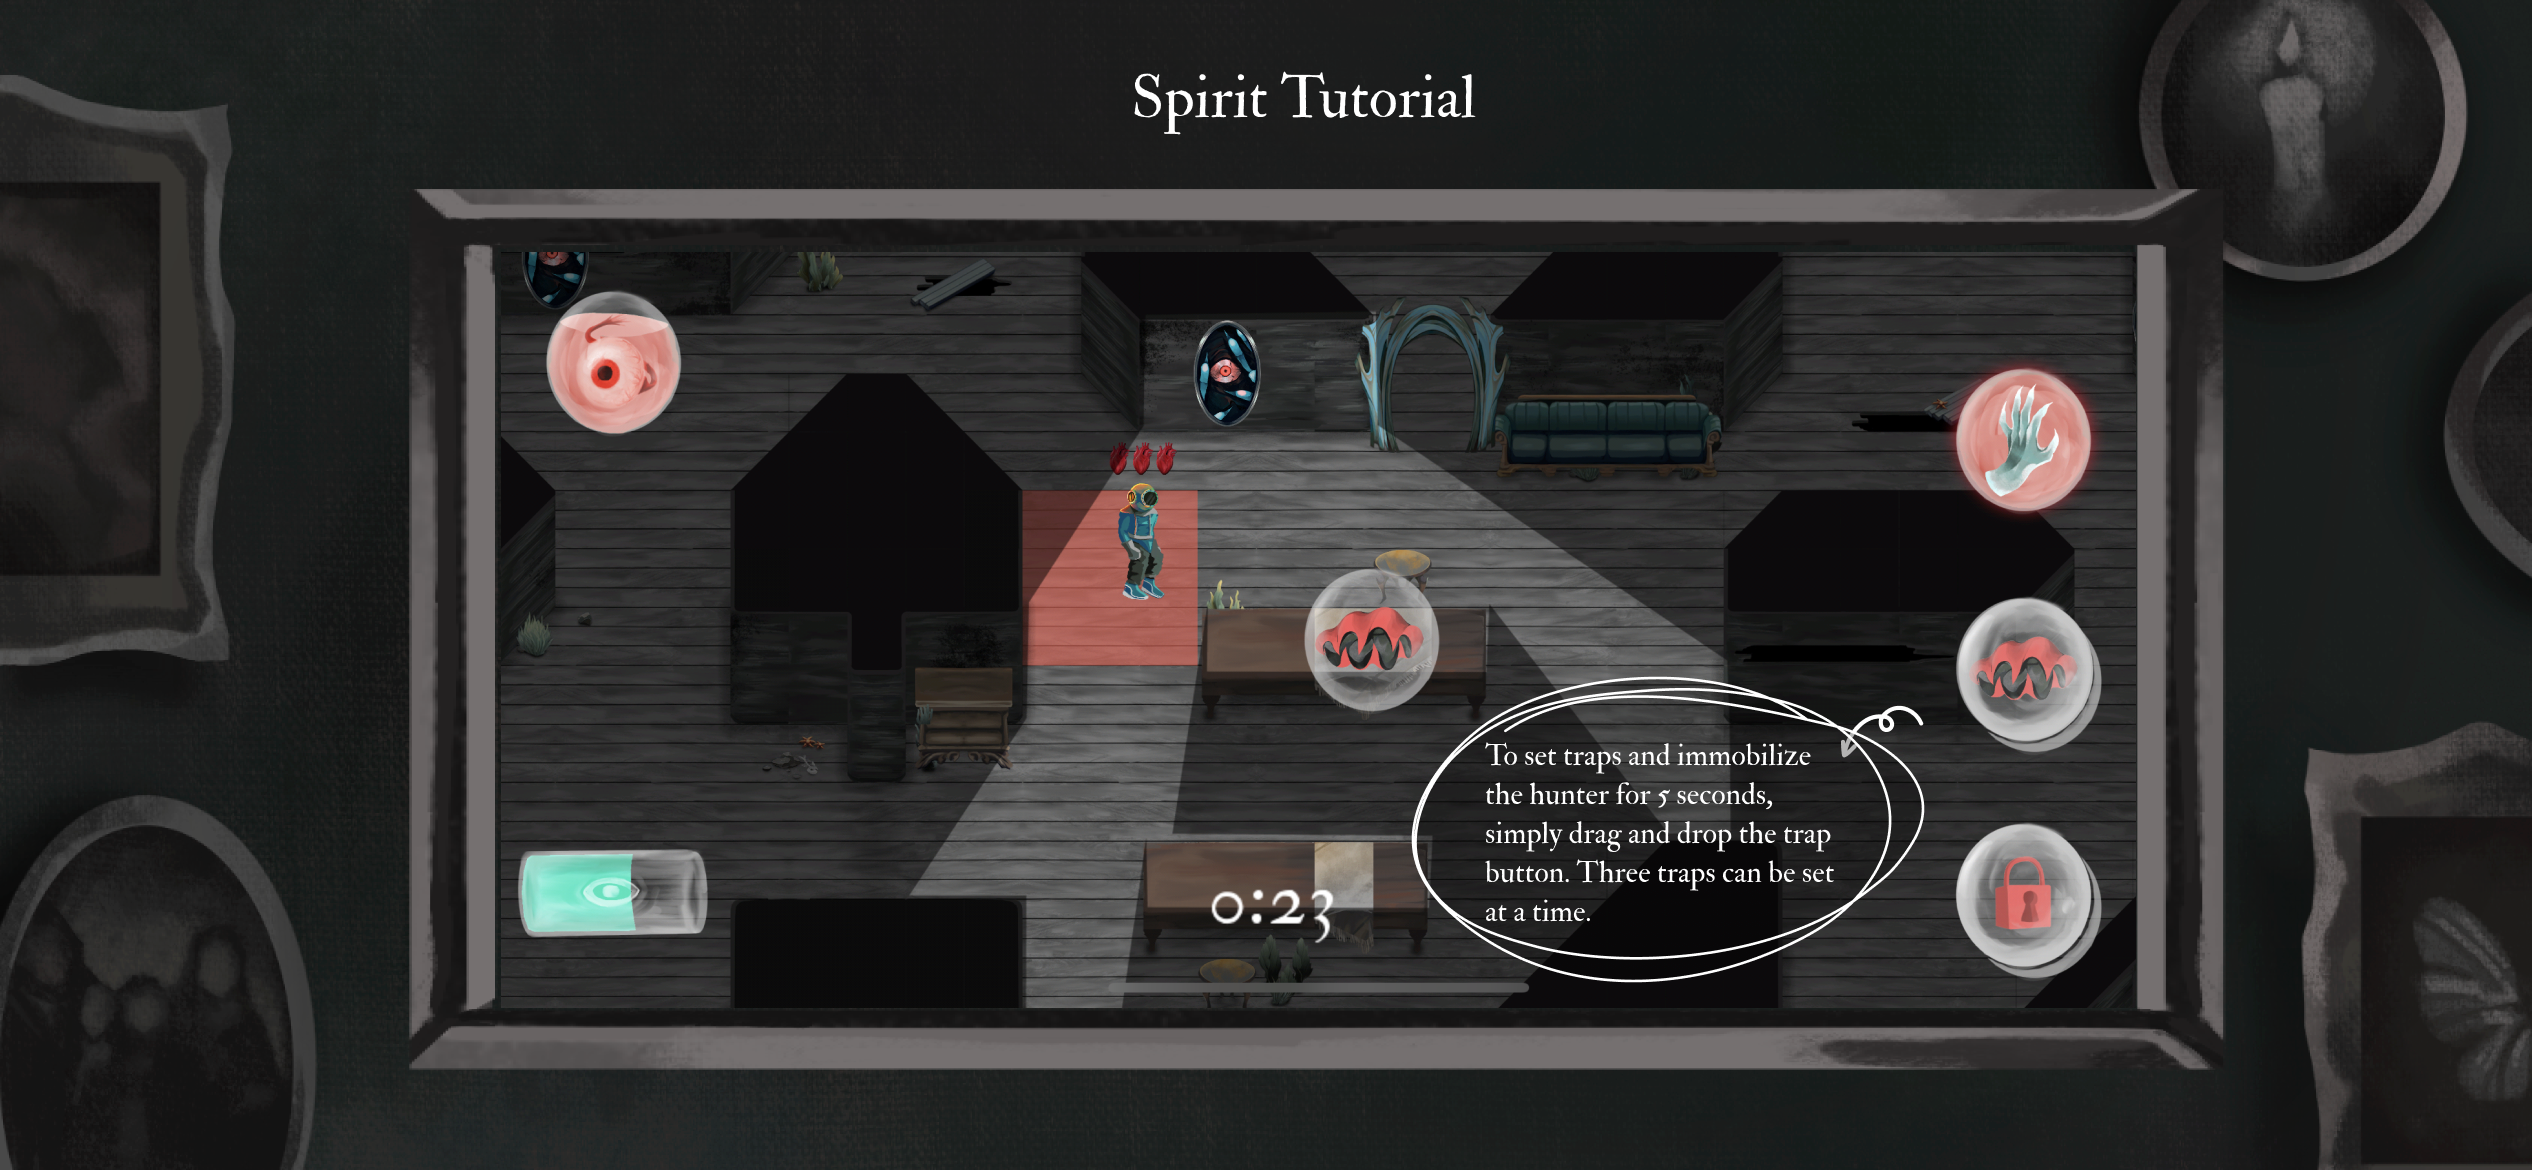 Spirit Tutorial
To set traps and immobilize
the hunter for 5 seconds,
simply drag and drop the trap
button. Three traps can be set
at a time.
0:23